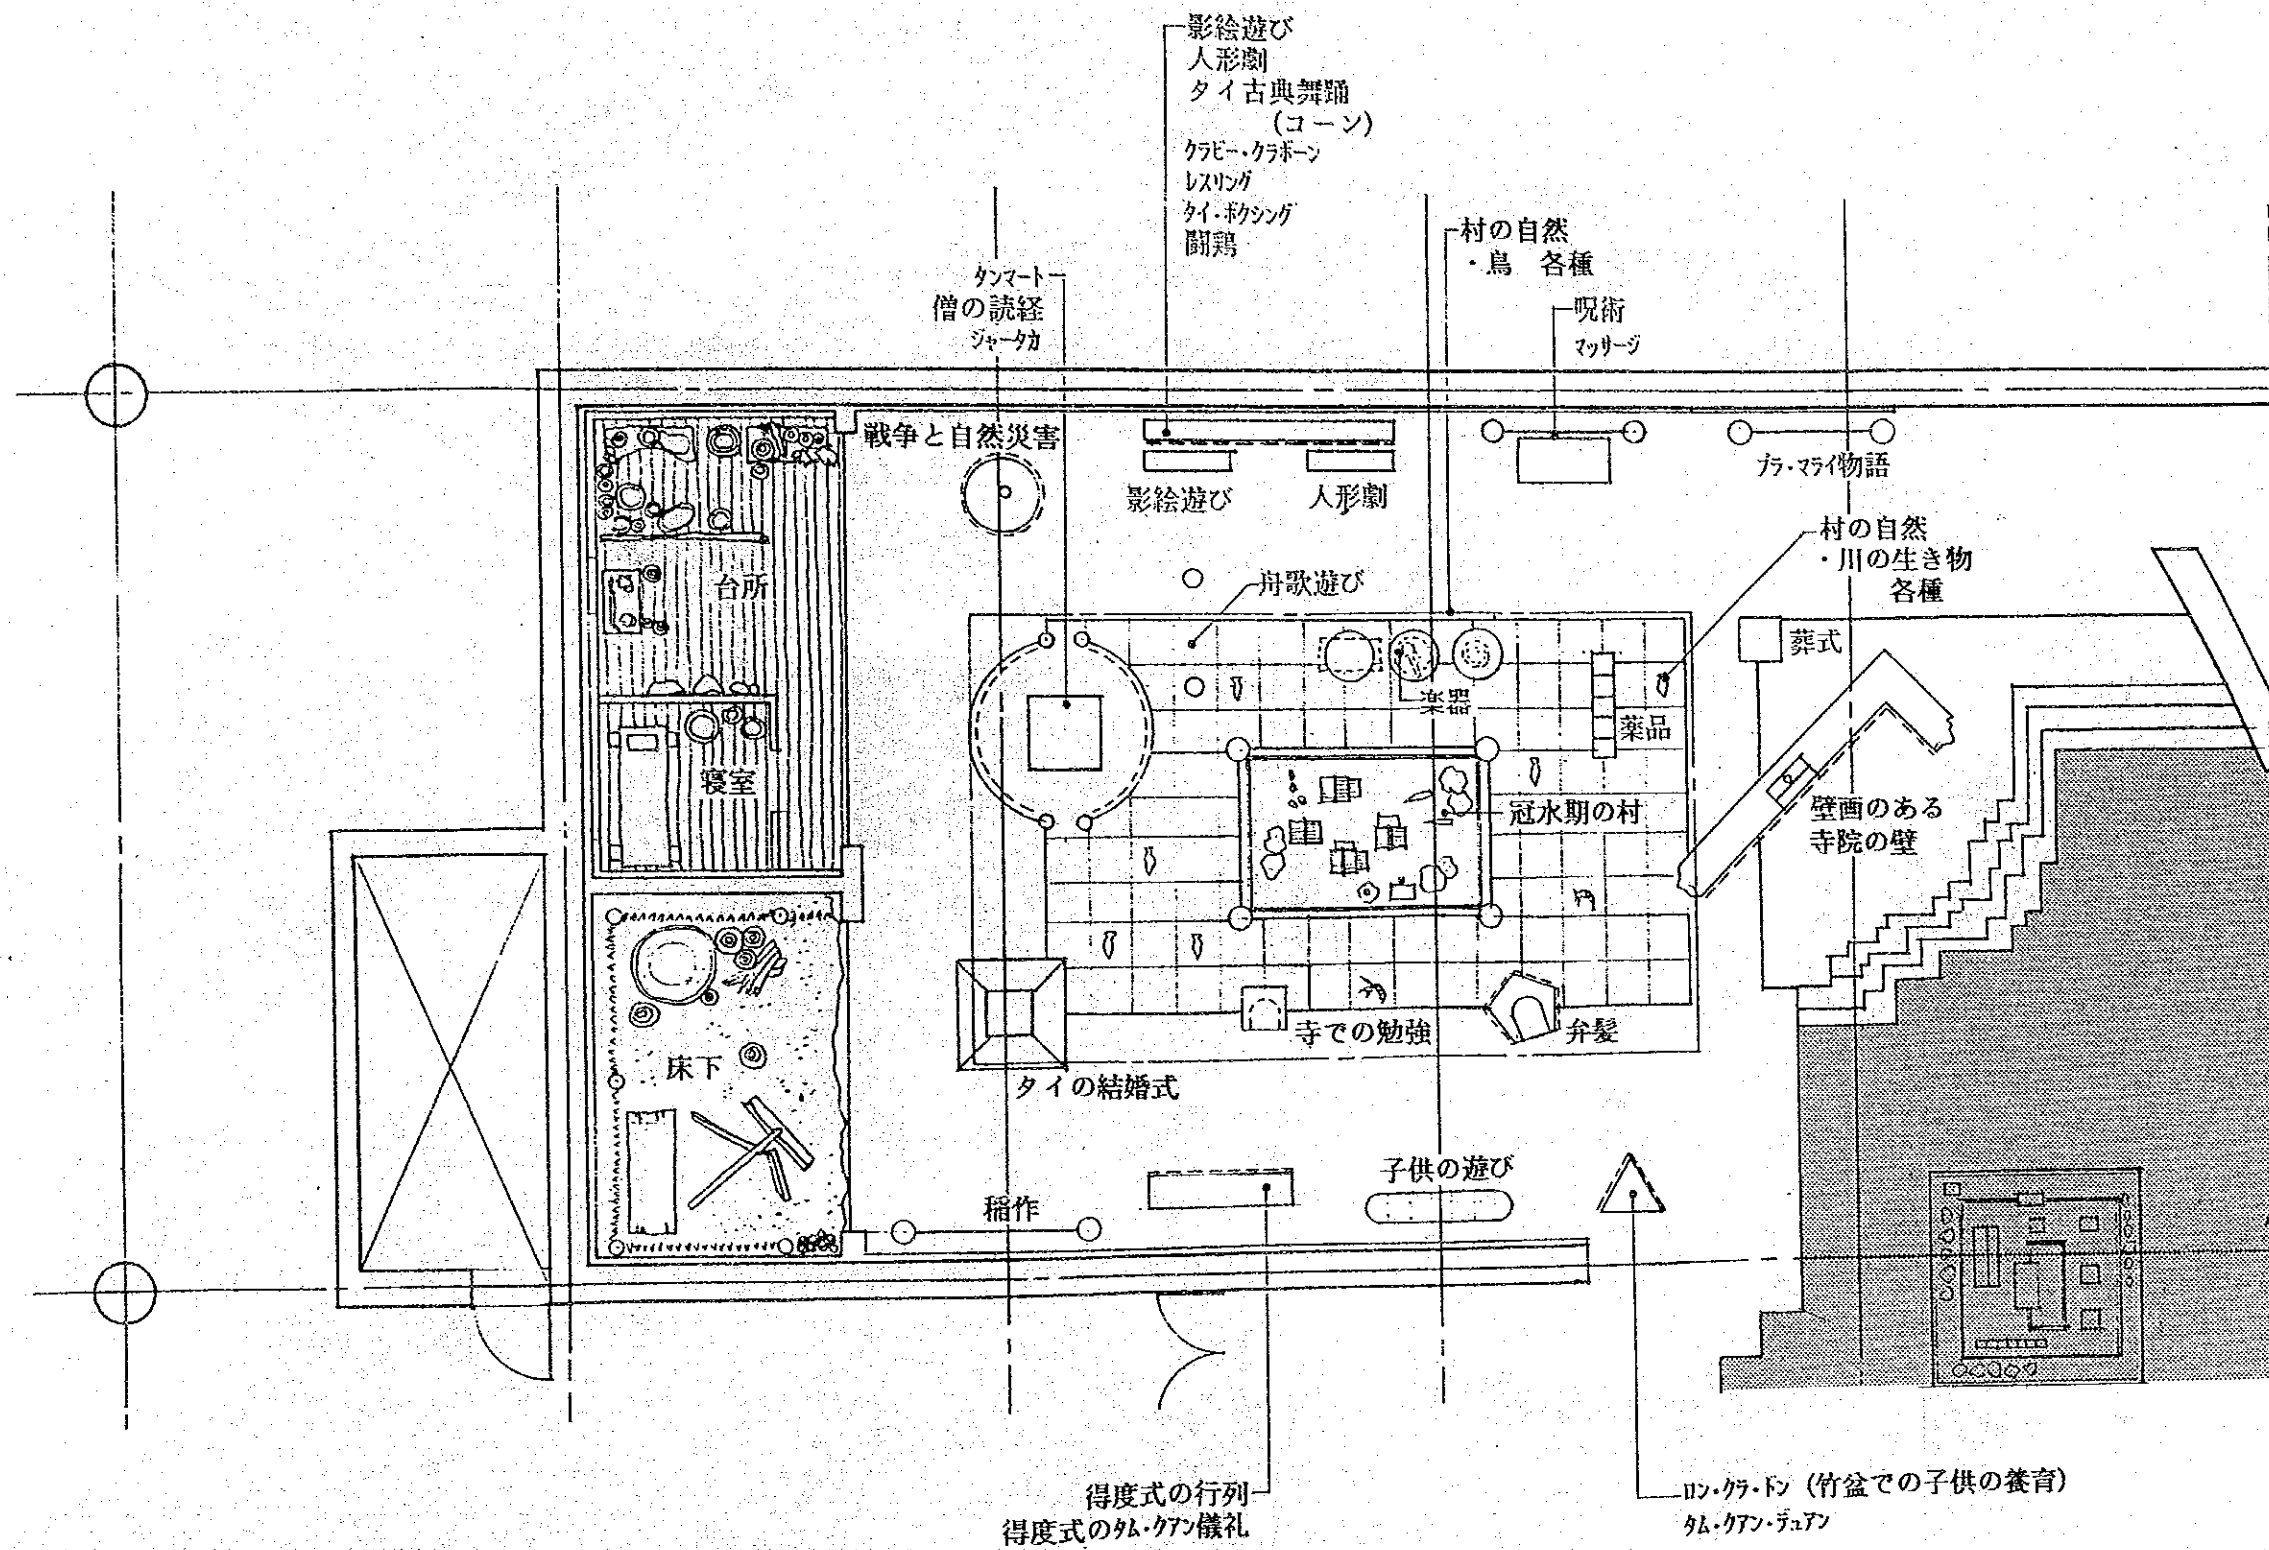 影絵遊び
人形劇
タイ古典舞踊
(コーン)
クラビー・クラボーン
レスリング
タイ・ボクシング
闘鶏
村の自然
・鳥　各種
タンマート
僧の読経
ジャータカ
呪術
マッサージ
戦争と自然災害
影絵遊び
人形劇
プラ・マライ物語
村の自然
・川の生き物
各種
台所
舟歌遊び
葬式
楽器
薬品
寝室
冠水期の村
壁画のある
寺院の壁
寺での勉強
弁髪
床下
タイの結婚式
子供の遊び
稲作
得度式の行列
得度式のタム・クアン儀礼
ロン・クラ・ドン (竹盆での子供の養育)
タム・クアン・デュアン